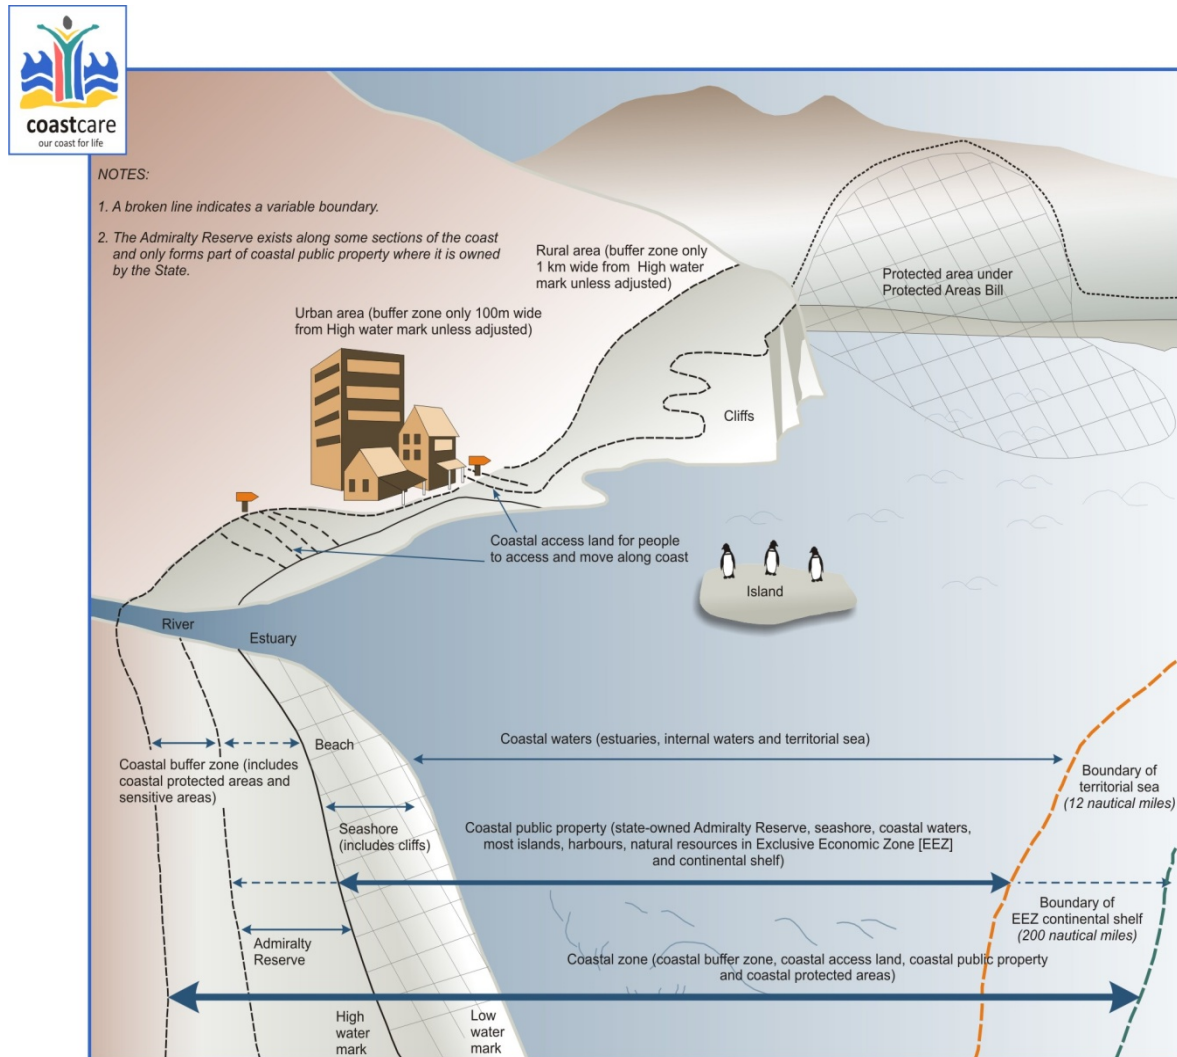 coastcare
our coast for life
NOTES:
1. A broken line indicates a variable boundary.
2. The Admiralty Reserve exists along some sections of the coast
and only forms part of coastal public property where it is owned
by the State.
Rural area (buffer zone only
1 km wide from High water
mark unless adjusted)
Protected area under
Protected Areas Bill
Urban area (buffer zone only 100m wide
from High water mark unless adjusted)
Cliffs
Coastal access land for people
to access and move along coast
Island
River
Estuary
Beach
Coastal waters (estuaries, internal waters and territorial sea)
Coastal buffer zone (includes
coastal protected areas and
sensitive areas)
Boundary of
territorial sea
(12 nautical miles)
Seashore
(includes cliffs)
Coastal public property (state-owned Admiralty Reserve, seashore, coastal waters,
most islands, harbours, natural resources in Exclusive Economic Zone [EEZ]
and continental shelf)
Boundary of
EEZ continental shelf
(200 nautical miles)
Admiralty
Reserve
Coastal zone (coastal buffer zone, coastal access land, coastal public property
and coastal protected areas)
High
water
mark
Low
water
mark